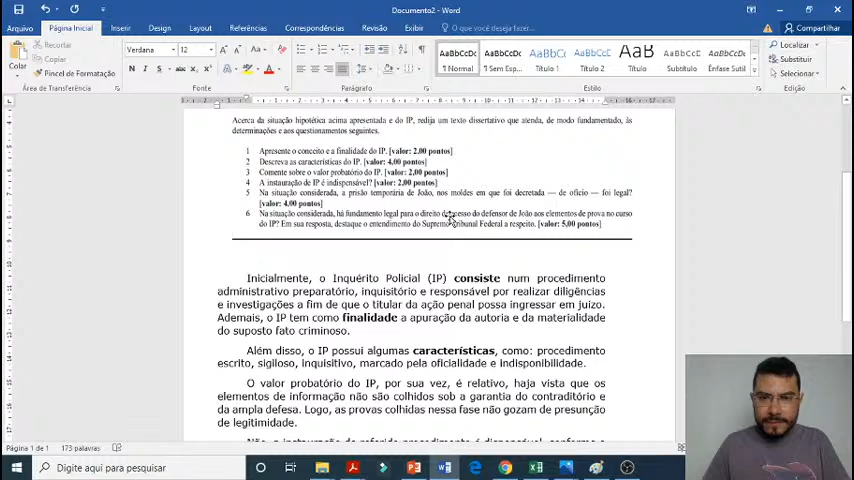 Documento2 - Word
Arquivo Página Inicial Inserir Design Layout Referências Correspondências Revisão Exibir O que você deseja fazer... Compartilhar
Colar
Recortar
Copiar
Pincel de Formatação
Área de Transferência
Verdana 12
N I S
Fonte
Parágrafo
AaBbCcDc AaBbCcDc AaBbC AaBbCcC AaB AaBbCcD AaBbCcDc
¶ Normal ¶ Sem Esp... Título 1 Título 2 Título Subtítulo Ênfase Sutil
Estilo
Localizar
Substituir
Selecionar
Edição
Acerca da situação hipotética acima apresentada e do IP, redija um texto dissertativo que atenda, de modo fundamentado, às
determinações e aos questionamentos seguintes.
1 Apresente o conceito e a finalidade do IP. [valor: 2,00 pontos]
2 Descreva as características do IP. [valor: 4,00 pontos]
3 Comente sobre o valor probatório do IP. [valor: 2,00 pontos]
4 A instauração de IP é indispensável? [valor: 2,00 pontos]
5 Na situação considerada, a prisão temporária de João, nos moldes em que foi decretada — de ofício — foi legal?
[valor: 4,00 pontos]
6 Na situação considerada, há fundamento legal para o direito de acesso do defensor de João aos elementos de prova no curso
do IP? Em sua resposta, destaque o entendimento do Supremo Tribunal Federal a respeito. [valor: 5,00 pontos]
Inicialmente, o Inquérito Policial (IP) consiste num procedimento
administrativo preparatório, inquisitório e responsável por realizar diligências
e investigações a fim de que o titular da ação penal possa ingressar em juízo.
Ademais, o IP tem como finalidade a apuração da autoria e da materialidade
do suposto fato criminoso.
Além disso, o IP possui algumas características, como: procedimento
escrito, sigiloso, inquisitivo, marcado pela oficialidade e indisponibilidade.
O valor probatório do IP, por sua vez, é relativo, haja vista que os
elementos de informação não são colhidos sob a garantia do contraditório e
da ampla defesa. Logo, as provas colhidas nessa fase não gozam de presunção
de legitimidade.
Não, a instauração do referido procedimento é dispensável, conforme
Página 1 de 1 173 palavras
Digite aqui para pesquisar